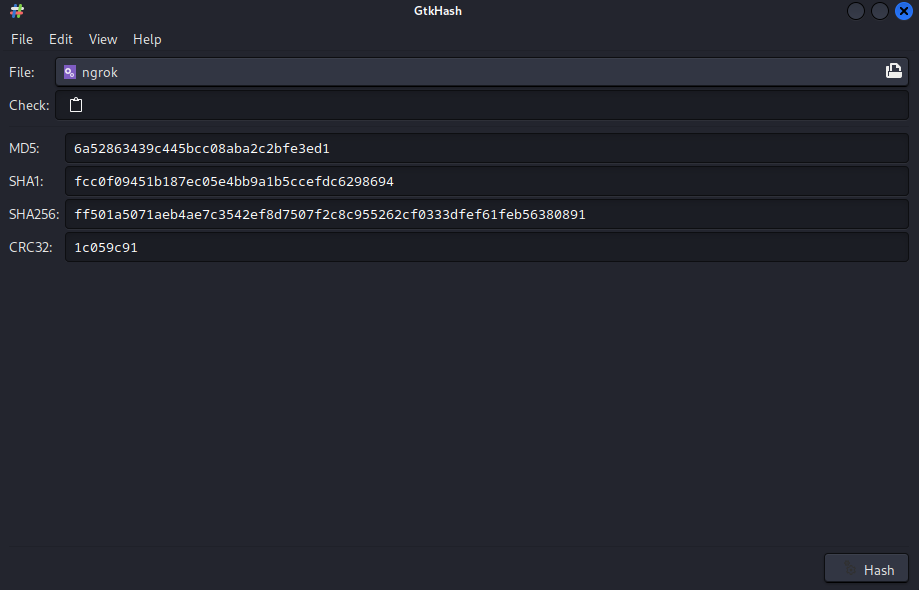 GtkHash
File Edit View Help
File: ngrok
Check:
MD5: 6a52863439c445bcc08aba2c2bfe3ed1
SHA1: fcc0f09451b187ec05e4bb9a1b5ccefdc6298694
SHA256: ff501a5071aeb4ae7c3542ef8d7507f2c8c955262cf0333dfef61feb56380891
CRC32: 1c059c91
Hash